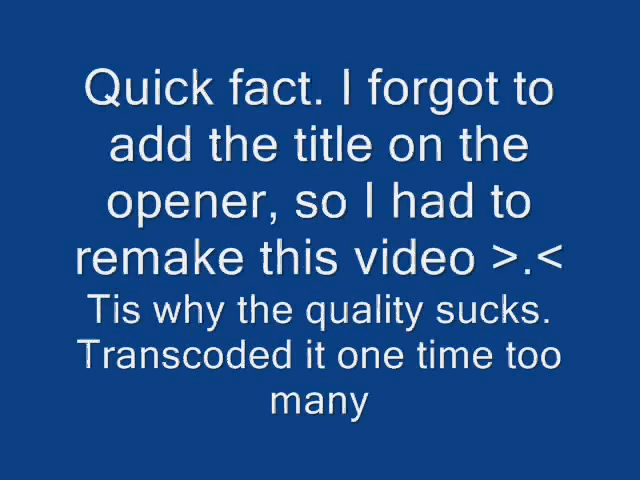 Quick fact. I forgot to
add the title on the
opener, so I had to
remake this video >.<
Tis why the quality sucks.
Transcoded it one time too
many